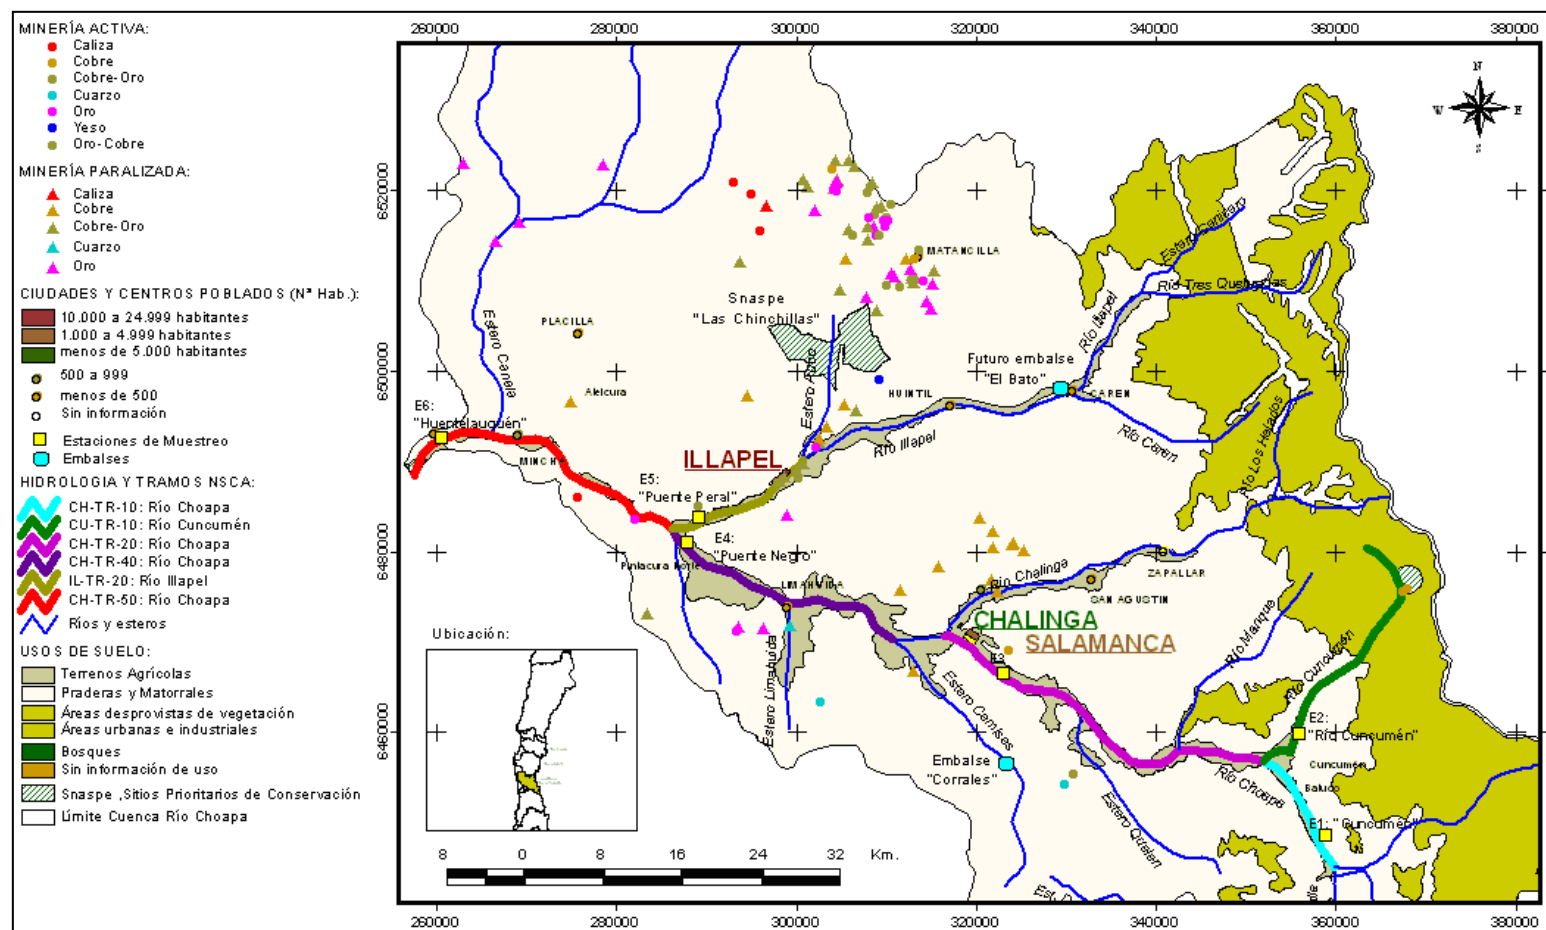 MINERÍA ACTIVA:
Caliza
Cobre
Cobre-Oro
Cuarzo
Oro
Yeso
Oro-Cobre
MINERÍA PARALIZADA:
Caliza
Cobre
Cobre-Oro
Cuarzo
Oro
CIUDADES Y CENTROS POBLADOS (Nª Hab.):
10.000 a 24.999 habitantes
1.000 a 4.999 habitantes
menos de 5.000 habitantes
500 a 999
menos de 500
Sin información
Estaciones de Muestreo
Embalses
HIDROLOGIA Y TRAMOS NSCA:
CH-TR-10: Río Choapa
CU-TR-10: Río Cuncumén
CH-TR-20: Río Choapa
CH-TR-40: Río Choapa
IL-TR-20: Río Illapel
CH-TR-50: Río Choapa
Ríos y esteros
USOS DE SUELO:
Terrenos Agrícolas
Praderas y Matorrales
Áreas desprovistas de vegetación
Áreas urbanas e industriales
Bosques
Sin información de uso
Snaspe ,Sitios Prioritarios de Conservación
Límite Cuenca Río Choapa
260000 280000 300000 320000 340000 360000 380000
6520000
6500000
6480000
6460000
N
W E
S
Estero Canela
PLACILLA
Snaspe
"Las Chinchillas"
MATANCILLA
Río Tres Quebradas
Río Illapel
Futuro embalse
"El Bato"
CAREN
HUINTIL
Río Illapel
Río Caren
Río Los Helados
E6:
"Huentelauquén"
MINCHA
ILLAPEL
E5:
"Puente Peral"
E4:
"Puente Negro"
LIMAHUIDA
Estero Limahuida
Río Chalinga
ZAPALLAR
SAN AGUSTIN
CHALINGA
SALAMANCA
E3
Río Manque
Río Cuncumén
E2:
"Río Cuncumén"
Cuncumén
Río Choapa
E1: "Cuncumén"
Estero Camisas
Embalse
"Corrales"
Estero Quelen
Ubicación:
8 0 8 16 24 32 Km.
260000 280000 300000 320000 340000 360000 380000